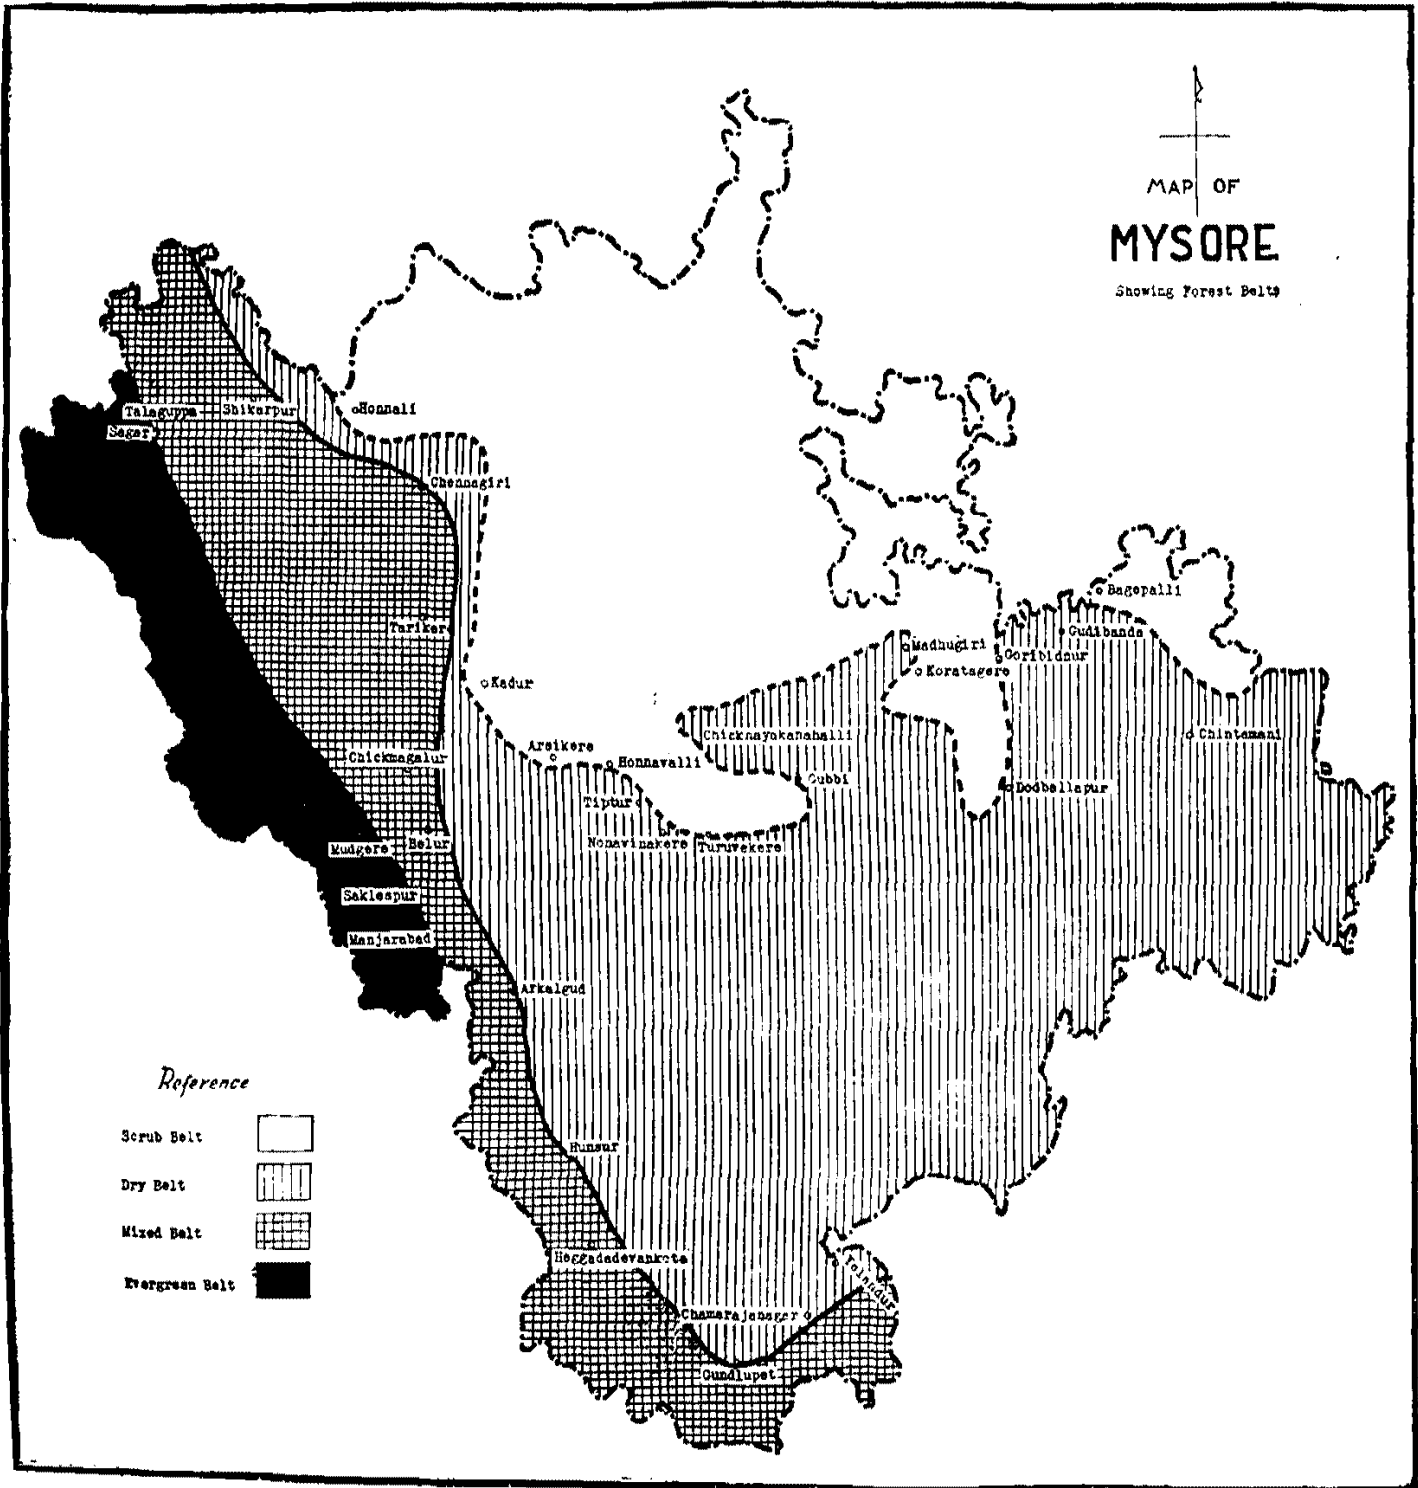 MAP OF
MYSORE
Showing Forest Belts
Talaguppa
Shikarpur
Honnali
Sagar
Chennagiri
Bagepalli
Tarikere
Gudibanda
Madhugiri
Goribidnur
Koratagere
Kadur
Chicknayakanahalli
Chintamani
Arsikere
Chickmagalur
Honnavalli
Gubbi
Dodballapur
Tiptur
Mudgere
Belur
Nonavinakere
Turuvekere
Saklespur
Manjarabad
Arkalgud
Reference
Scrub Belt
Dry Belt
Mixed Belt
Evergreen Belt
Hunsur
Heggadadevankote
Yelandur
Chamarajanagar
Gundlupet